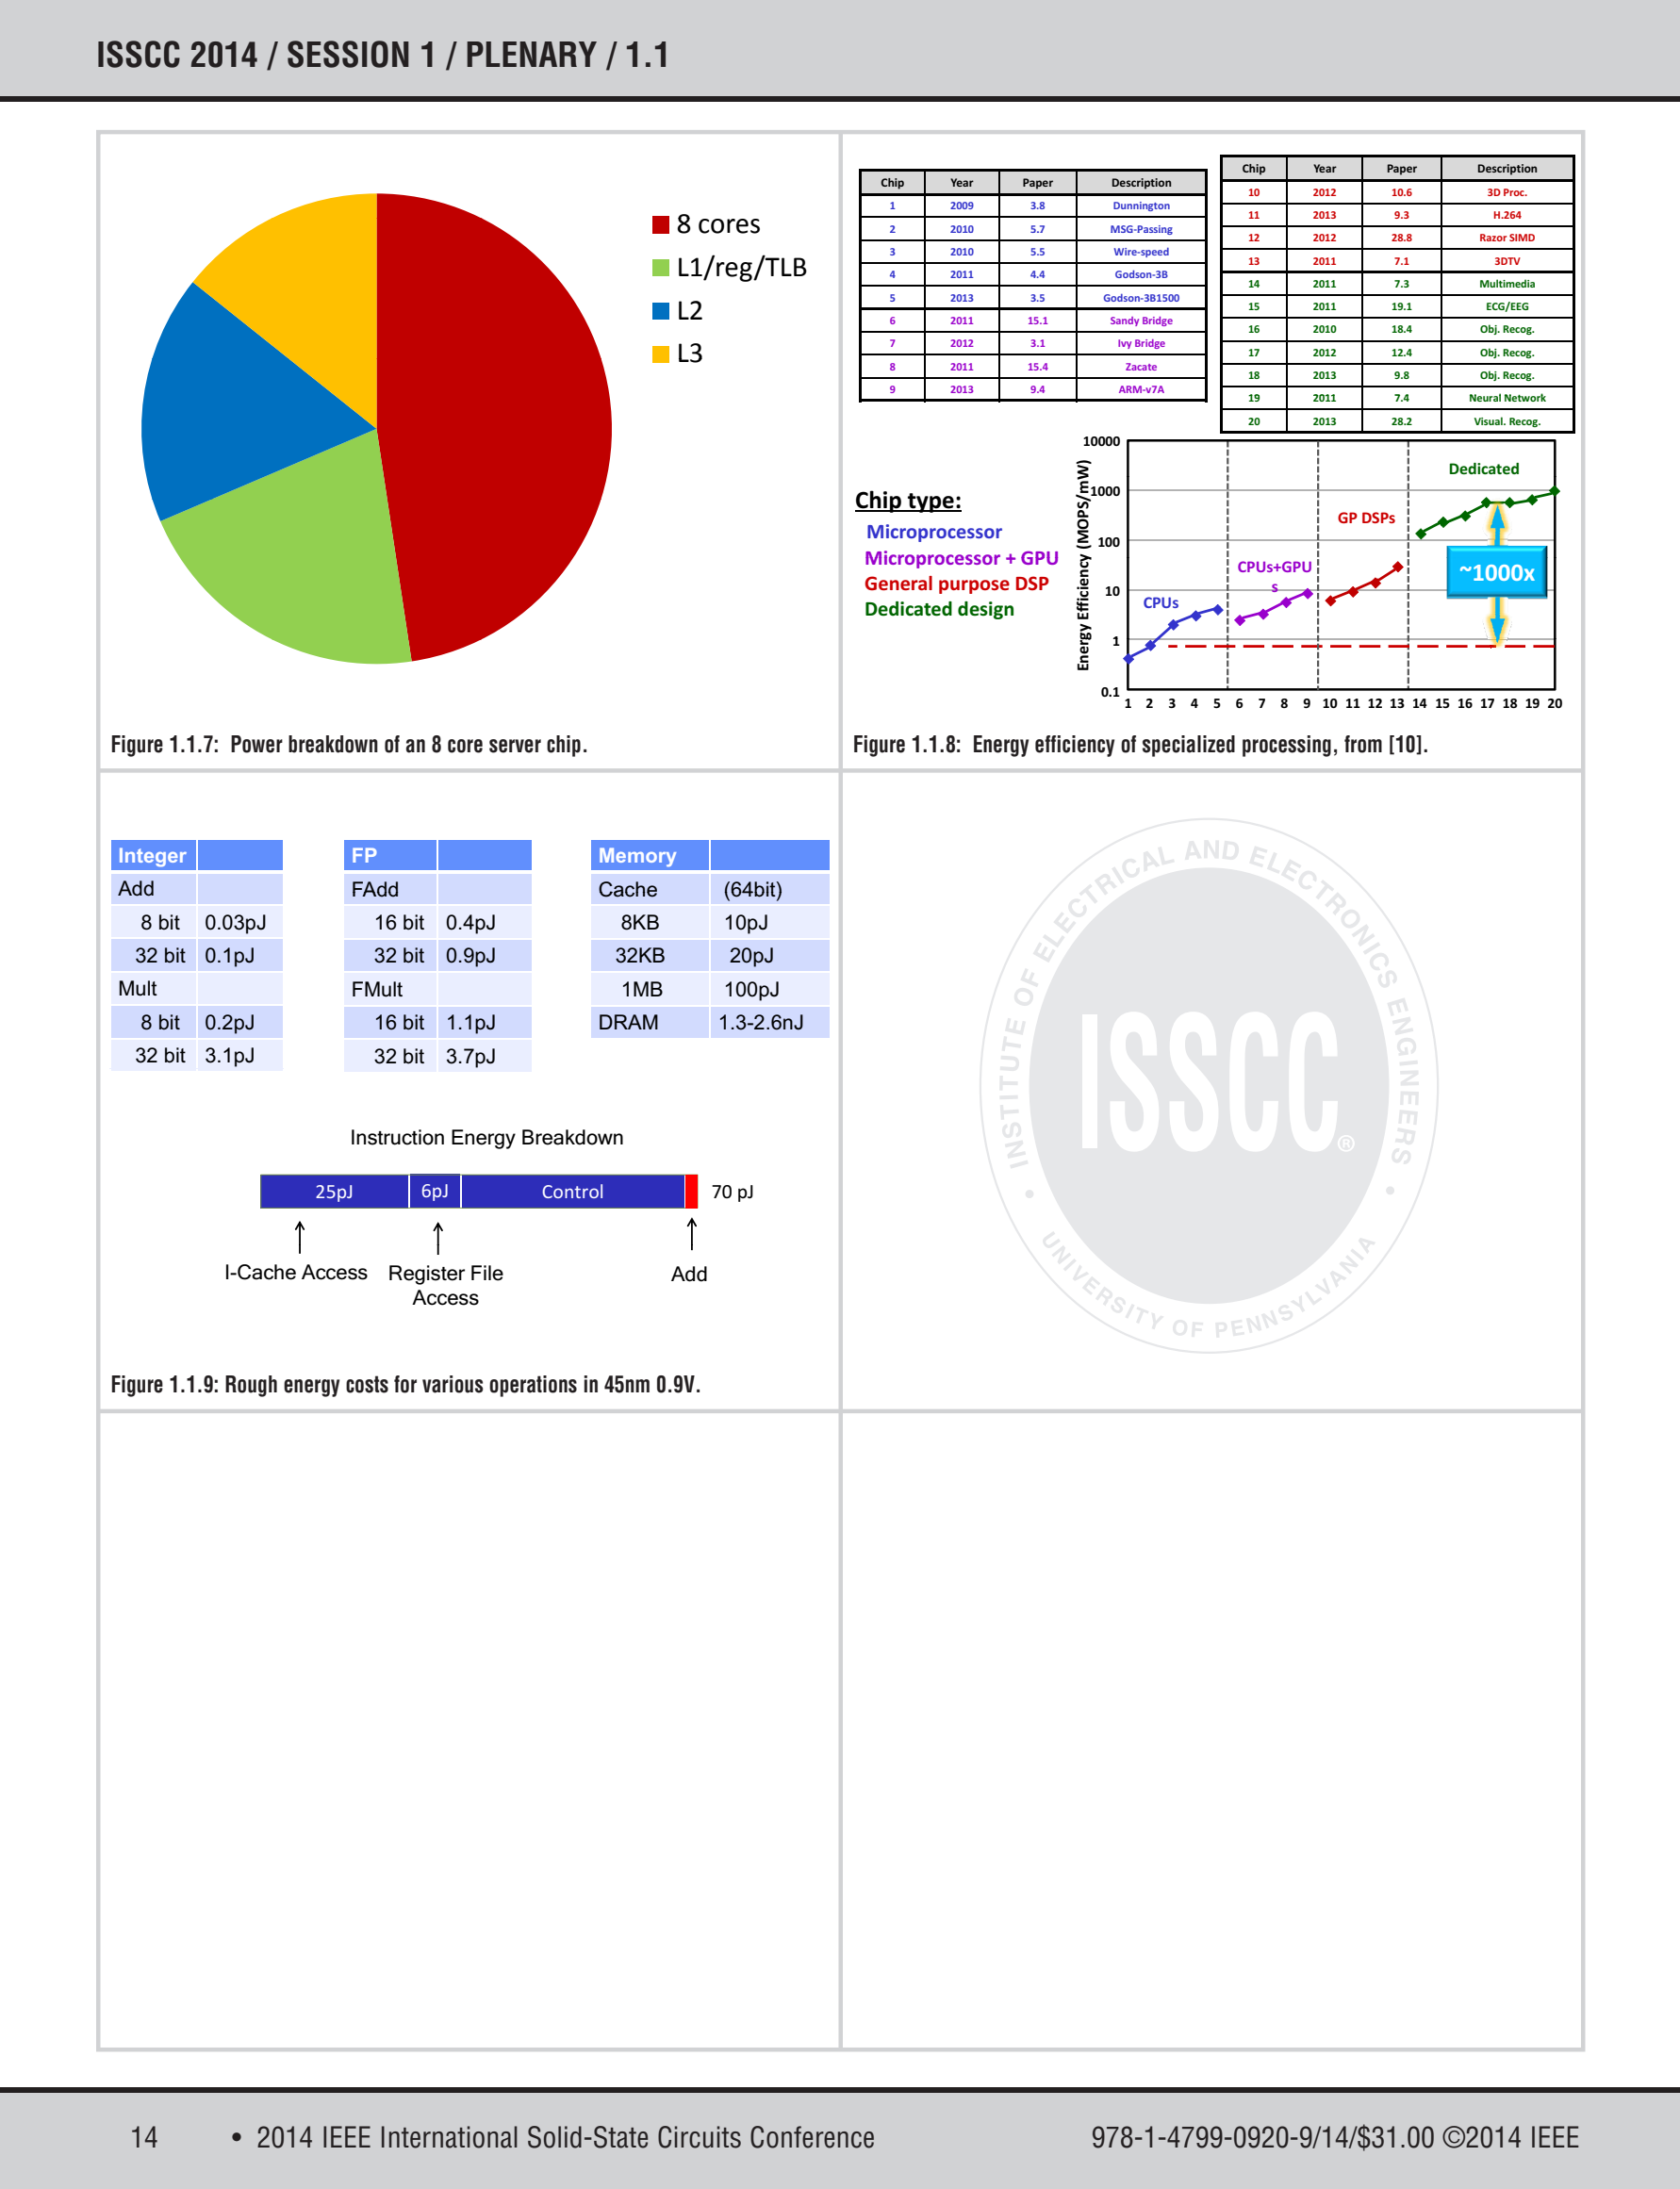 ISSCC 2014 / SESSION 1 / PLENARY / 1.1
8 cores
L1/reg/TLB
L2
L3
Figure 1.1.7: Power breakdown of an 8 core server chip.
Chip Year Paper Description
1 2009 3.8 Dunnington
2 2010 5.7 MSG-Passing
3 2010 5.5 Wire-speed
4 2011 4.4 Godson-3B
5 2013 3.5 Godson-3B1500
6 2011 15.1 Sandy Bridge
7 2012 3.1 Ivy Bridge
8 2011 15.4 Zacate
9 2013 9.4 ARM-v7A
Chip Year Paper Description
10 2012 10.6 3D Proc.
11 2013 9.3 H.264
12 2012 28.8 Razor SIMD
13 2011 7.1 3DTV
14 2011 7.3 Multimedia
15 2011 19.1 ECG/EEG
16 2010 18.4 Obj. Recog.
17 2012 12.4 Obj. Recog.
18 2013 9.8 Obj. Recog.
19 2011 7.4 Neural Network
20 2013 28.2 Visual. Recog.
Chip type:
Microprocessor
Microprocessor + GPU
General purpose DSP
Dedicated design
Energy Efficiency (MOPS/mW)
10000
1000
100
10
1
0.1
CPUs
CPUs+GPU
s
GP DSPs
Dedicated
~1000x
1 2 3 4 5 6 7 8 9 10 11 12 13 14 15 16 17 18 19 20
Figure 1.1.8: Energy efficiency of specialized processing, from [10].
Integer
Add
8 bit 0.03pJ
32 bit 0.1pJ
Mult
8 bit 0.2pJ
32 bit 3.1pJ
FP
FAdd
16 bit 0.4pJ
32 bit 0.9pJ
FMult
16 bit 1.1pJ
32 bit 3.7pJ
Memory
Cache (64bit)
8KB 10pJ
32KB 20pJ
1MB 100pJ
DRAM 1.3-2.6nJ
Instruction Energy Breakdown
25pJ 6pJ Control 70 pJ
I-Cache Access Register File Add
Access
Figure 1.1.9: Rough energy costs for various operations in 45nm 0.9V.
INSTITUTE OF ELECTRICAL AND ELECTRONICS ENGINEERS
ISSCC®
• UNIVERSITY OF PENNSYLVANIA •
14 • 2014 IEEE International Solid-State Circuits Conference 978-1-4799-0920-9/14/$31.00 ©2014 IEEE